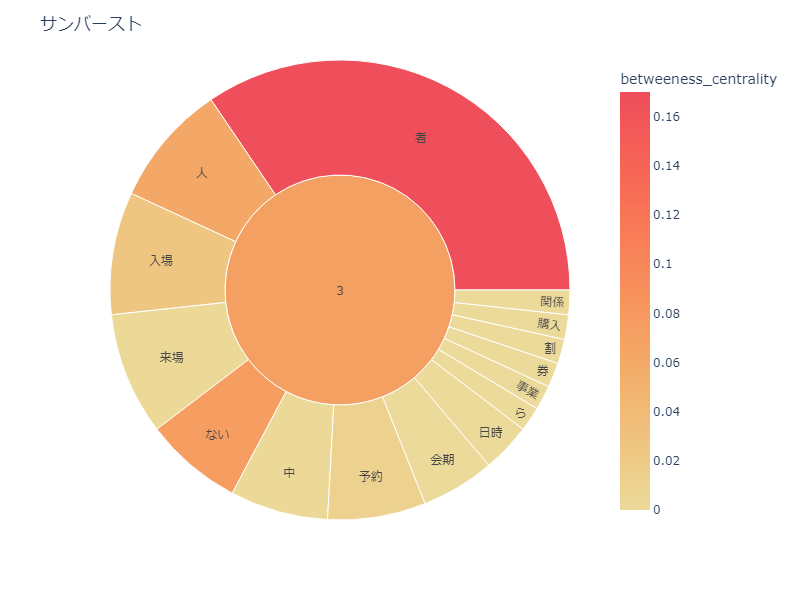 サンバースト
betweeness_centrality
者
人
入場
来場
ない
中
予約
会期
日時
ら
事業
券
割
購入
関係
3
0.16
0.14
0.12
0.1
0.08
0.06
0.04
0.02
0